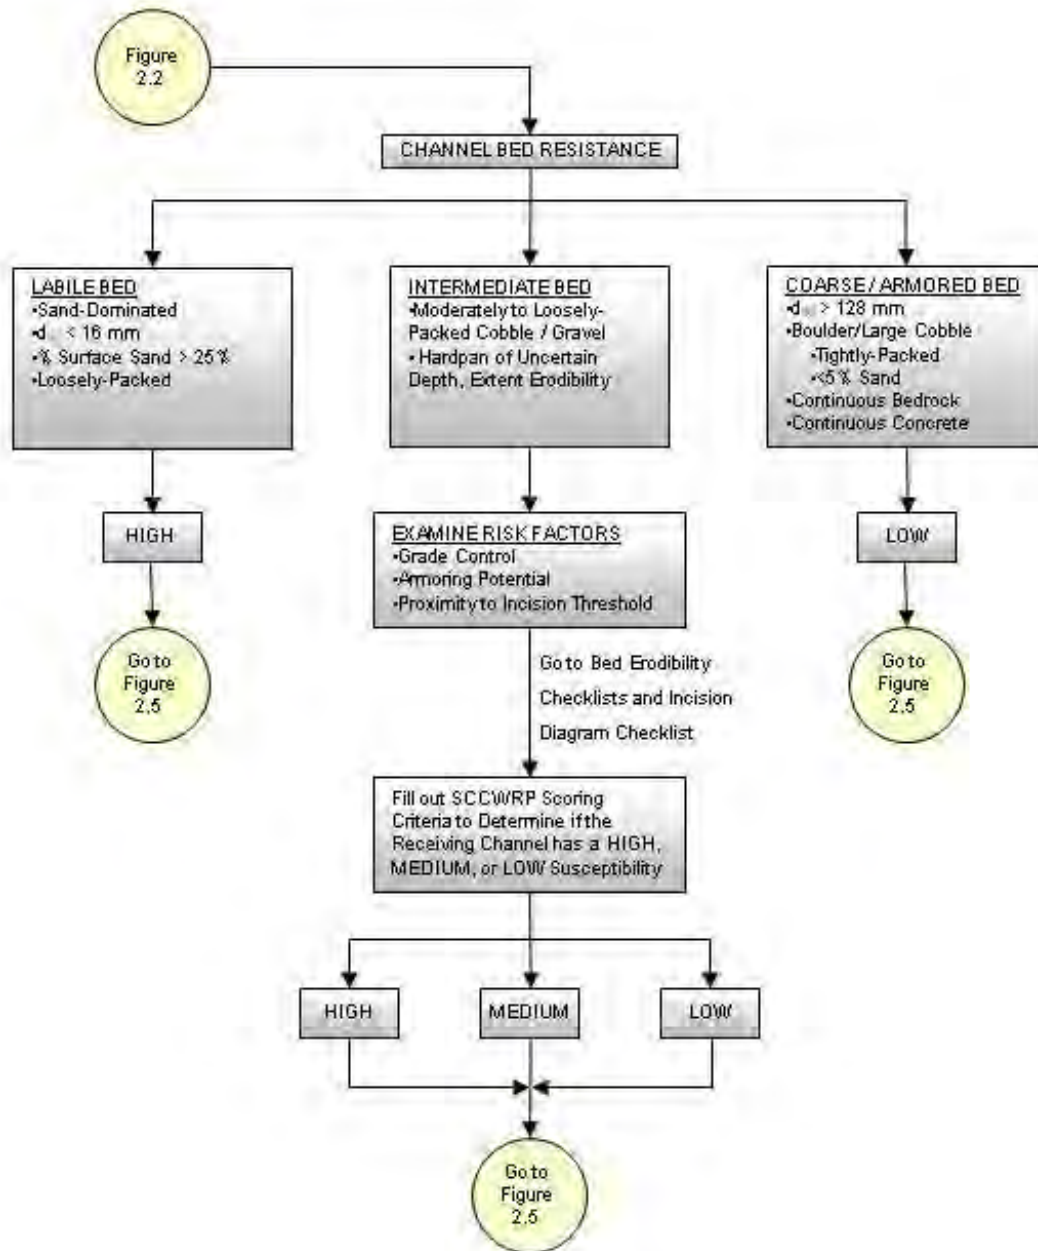 Figure
2.2
CHANNEL BED RESISTANCE
LABILE BED
•Sand-Dominated
•d < 16 mm
•% Surface Sand > 25%
•Loosely-Packed
INTERMEDIATE BED
•Moderately to Loosely-
Packed Cobble / Gravel
• Hardpan of Uncertain
Depth, Extent Erodibility
COARSE / ARMORED BED
•d > 128 mm
•Boulder/Large Cobble
•Tightly-Packed
•<5% Sand
•Continuous Bedrock
•Continuous Concrete
HIGH
EXAMINE RISK FACTORS
•Grade Control
•Armoring Potential
•Proximity to Incision Threshold
LOW
Go to
Figure
2.5
Go to Bed Erodibility
Checklists and Incision
Diagram Checklist
Go to
Figure
2.5
Fill out SCCWRP Scoring
Criteria to Determine if the
Receiving Channel has a HIGH,
MEDIUM, or LOW Susceptibility
HIGH
MEDIUM
LOW
Go to
Figure
2.5